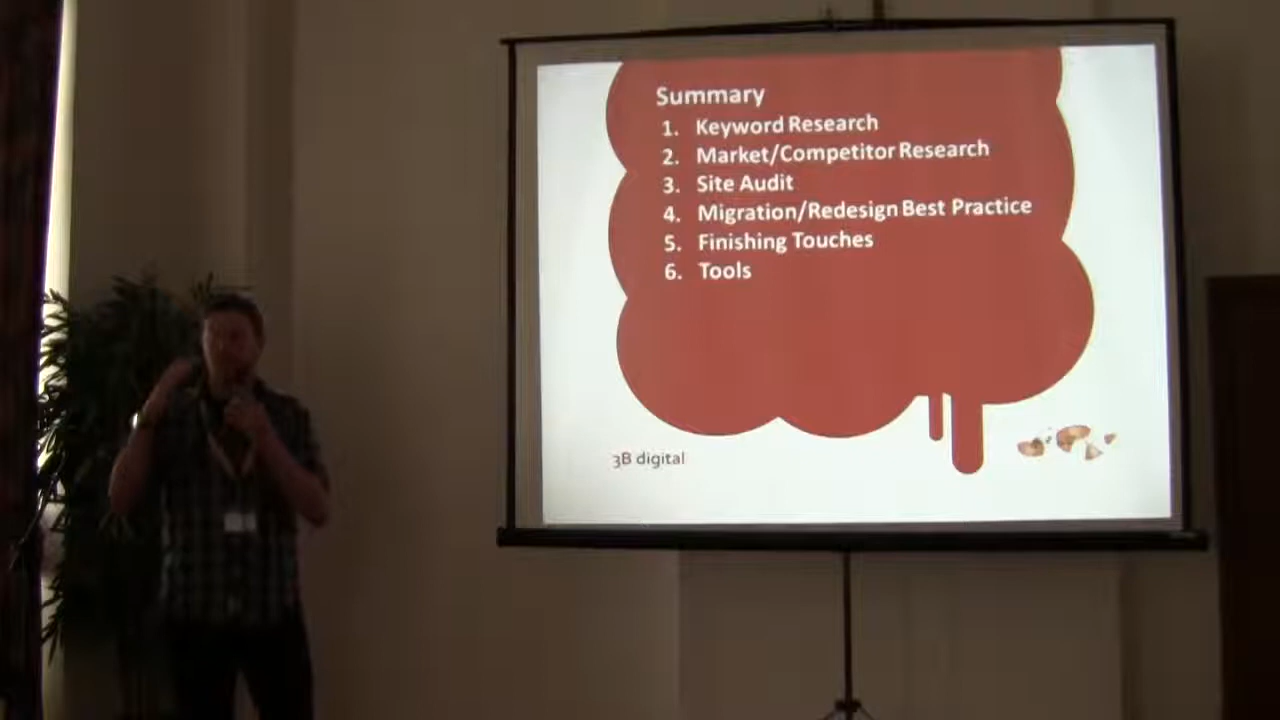 Summary
1. Keyword Research
2. Market/Competitor Research
3. Site Audit
4. Migration/Redesign Best Practice
5. Finishing Touches
6. Tools
3B digital